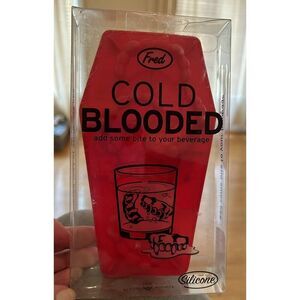 Fred
COLD
BLOODED
add some bite to your beverage
Silicone